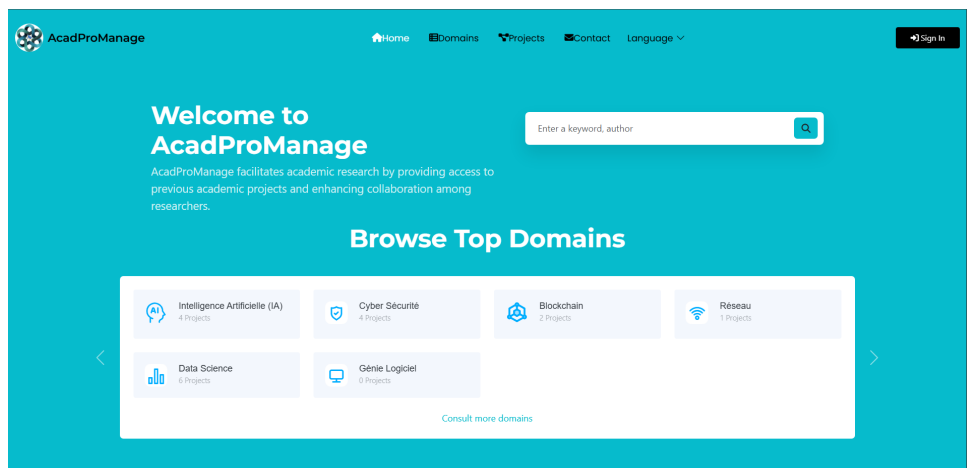 AcadProManage
Home
Domains
Projects
Contact
Language
Sign In
Welcome to
AcadProManage
AcadProManage facilitates academic research by providing access to
previous academic projects and enhancing collaboration among
researchers.
Enter a keyword, author
Browse Top Domains
AI
Intelligence Artificielle (IA)
4 Projects
Cyber Sécurité
4 Projects
Blockchain
2 Projects
Réseau
1 Projects
Data Science
6 Projects
Génie Logiciel
0 Projects
Consult more domains